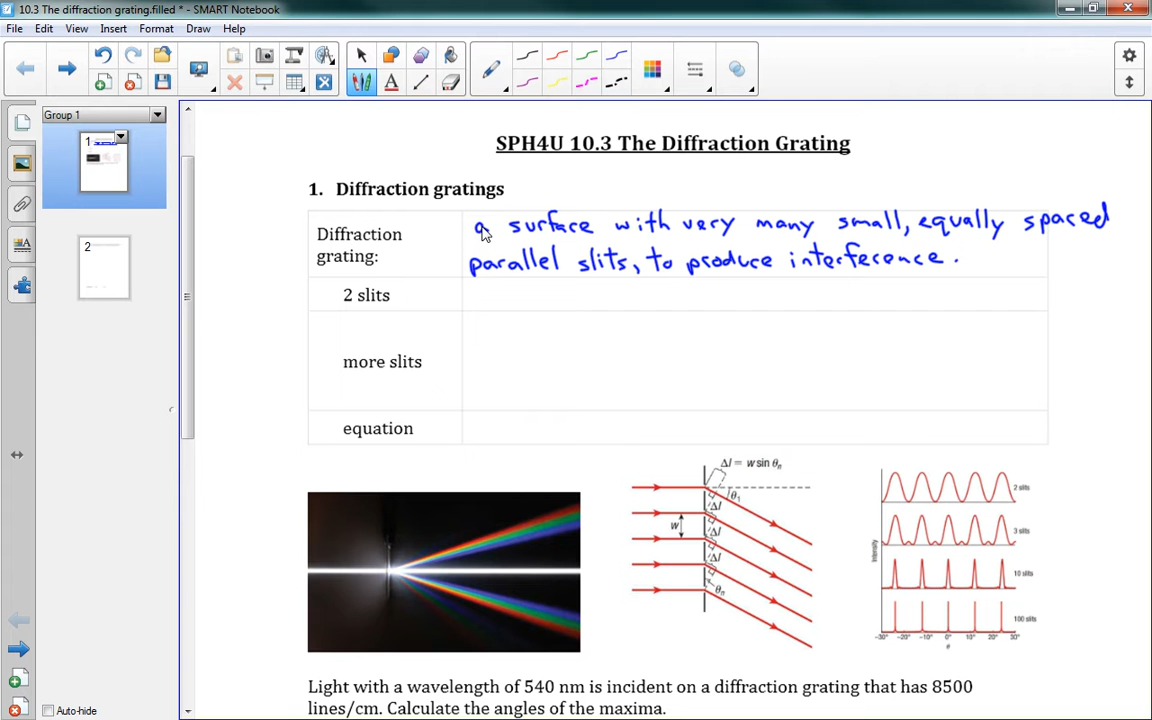 10.3 The diffraction grating.filled * - SMART Notebook
File Edit View Insert Format Draw Help
Group 1
1
2
SPH4U 10.3 The Diffraction Grating
1. Diffraction gratings
Diffraction grating:
a surface with very many small, equally spaced
parallel slits, to produce interference.
2 slits
more slits
equation
Δl = w sin θn
θ1
Δl
w
Δl
Δl
θn
2 slits
3 slits
10 slits
100 slits
Intensity
-30° -20° -10° 0° 10° 20° 30°
θ
Light with a wavelength of 540 nm is incident on a diffraction grating that has 8500
lines/cm. Calculate the angles of the maxima.
Auto-hide